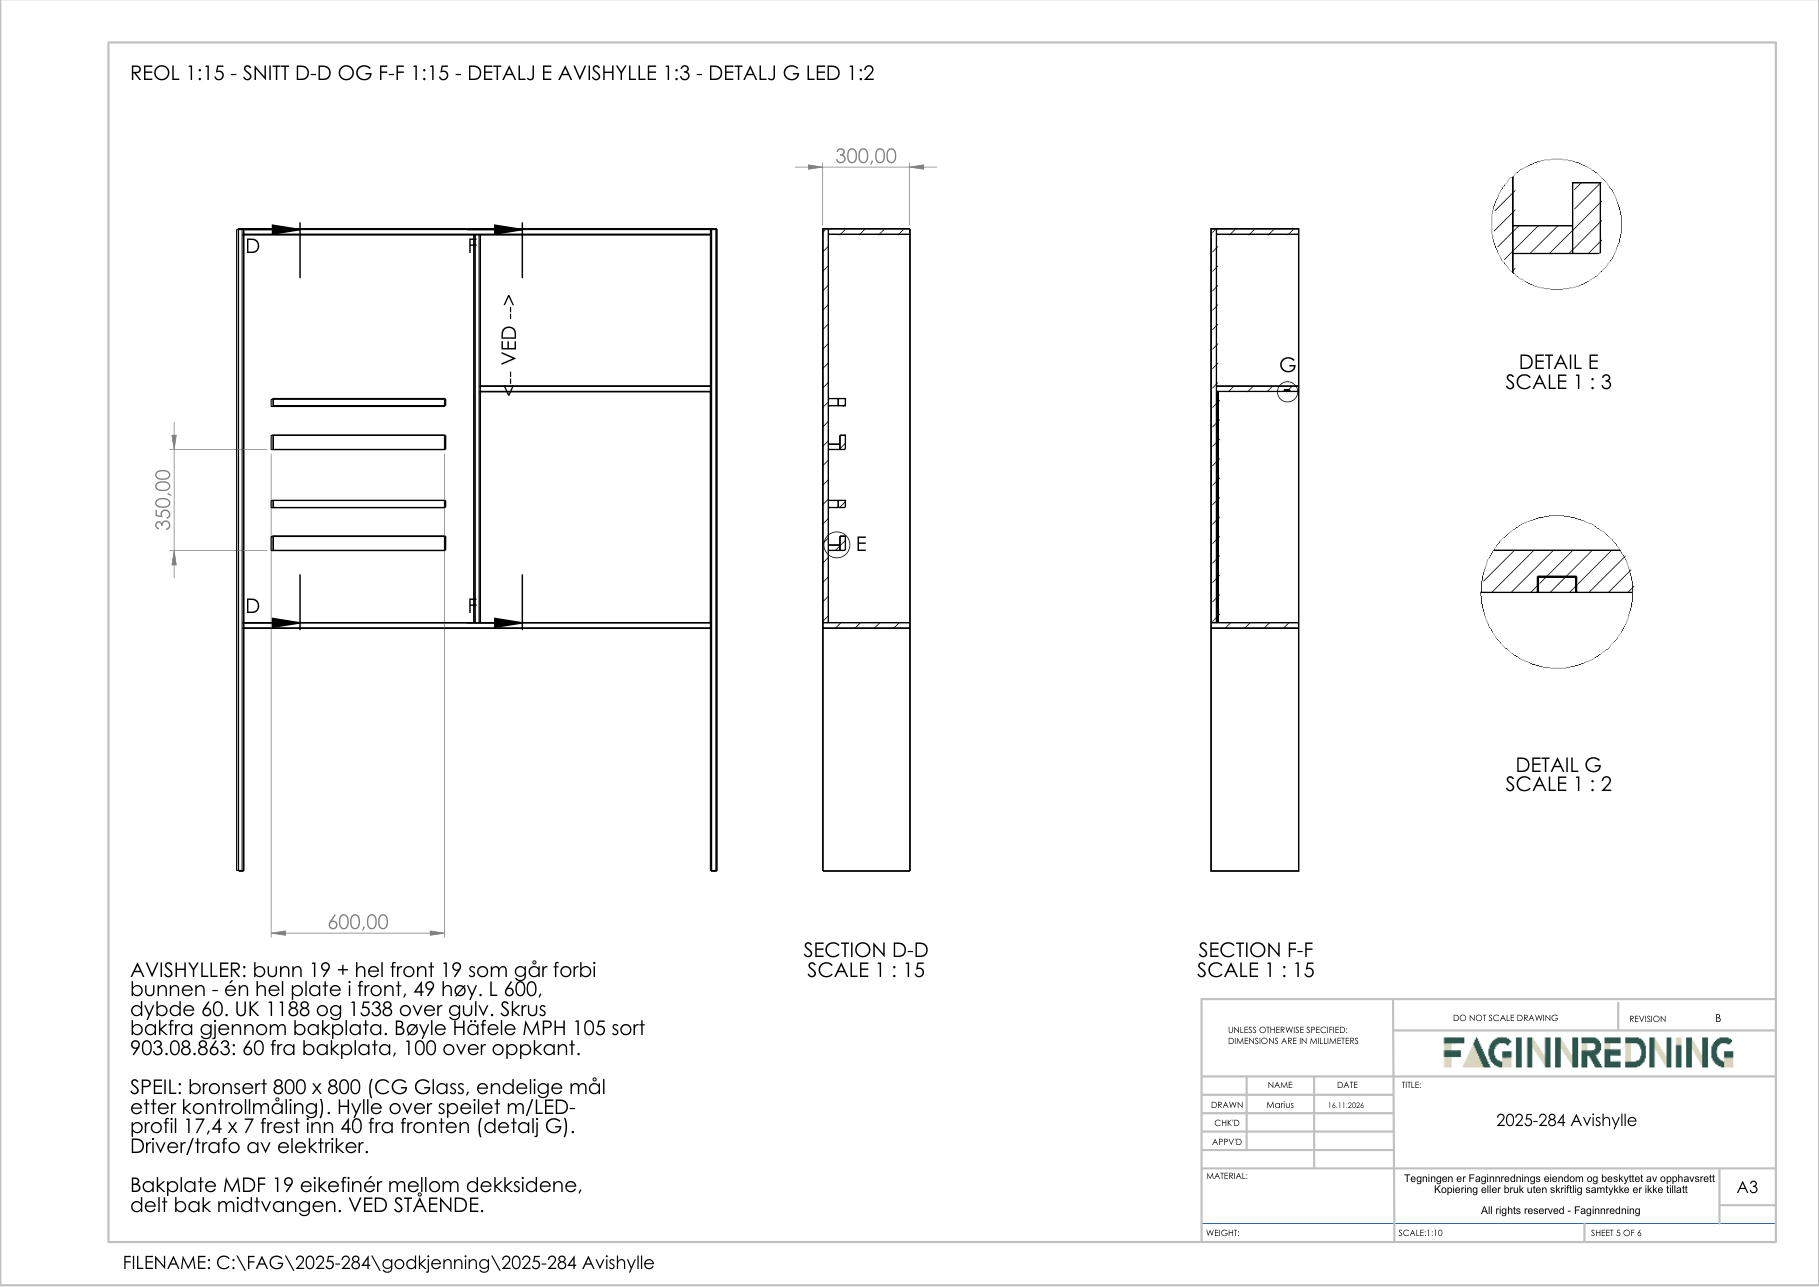 REOL 1:15 - SNITT D-D OG F-F 1:15 - DETALJ E AVISHYLLE 1:3 - DETALJ G LED 1:2
300,00
D
F
<--- VED --->
G
DETAIL E
SCALE 1 : 3
350,00
E
D
F
DETAIL G
SCALE 1 : 2
600,00
SECTION D-D
SCALE 1 : 15
SECTION F-F
SCALE 1 : 15
AVISHYLLER: bunn 19 + hel front 19 som går forbi
bunnen - én hel plate i front, 49 høy. L 600,
dybde 60. UK 1188 og 1538 over gulv. Skrus
bakfra gjennom bakplata. Bøyle Häfele MPH 105 sort
903.08.863: 60 fra bakplata, 100 over oppkant.
SPEIL: bronsert 800 x 800 (CG Glass, endelige mål
etter kontrollmåling). Hylle over speilet m/LED-
profil 17,4 x 7 frest inn 40 fra fronten (detalj G).
Driver/trafo av elektriker.
Bakplate MDF 19 eikefinér mellom dekksidene,
delt bak midtvangen. VED STÅENDE.
UNLESS OTHERWISE SPECIFIED:
DIMENSIONS ARE IN MILLIMETERS
DO NOT SCALE DRAWING
REVISION B
FAGINNREDNING
NAME DATE
DRAWN Marius 16.11.2026
CHK'D
APPV'D
TITLE:
2025-284 Avishylle
MATERIAL:
Tegningen er Faginnrednings eiendom og beskyttet av opphavsrett
Kopiering eller bruk uten skriftlig samtykke er ikke tillatt
All rights reserved - Faginnredning
A3
WEIGHT:
SCALE:1:10
SHEET 5 OF 6
FILENAME: C:\FAG\2025-284\godkjenning\2025-284 Avishylle